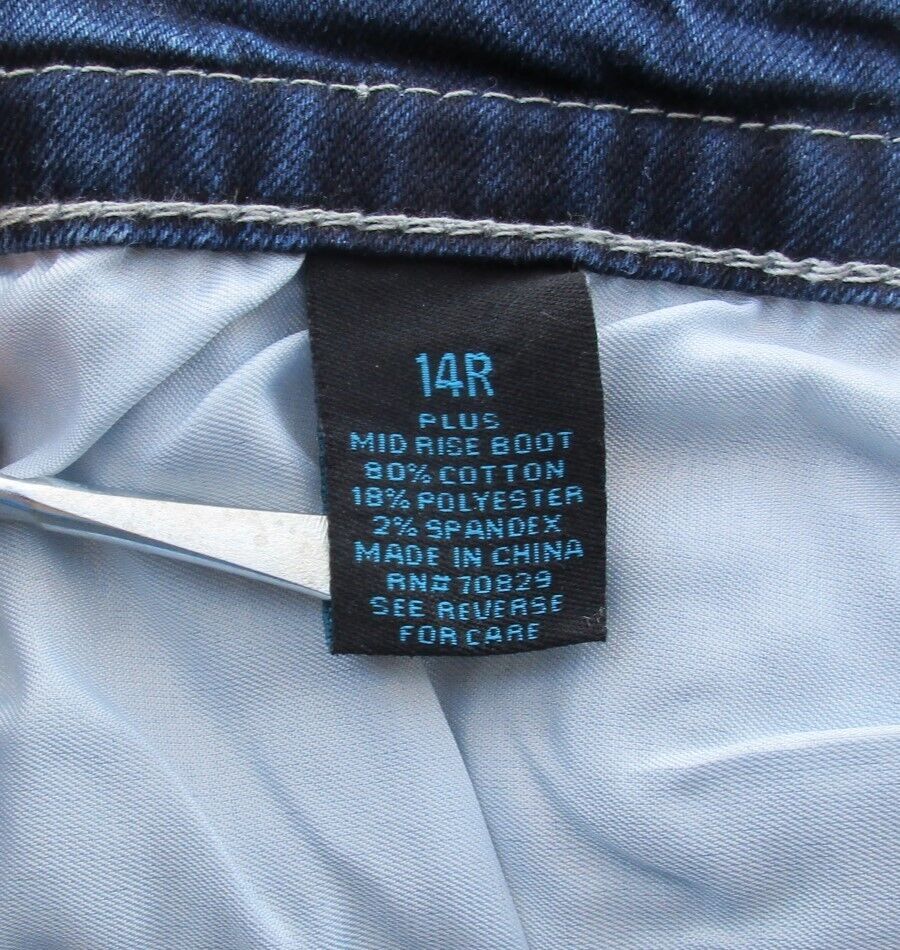 14R
PLUS
MID RISE BOOT
80% COTTON
18% POLYESTER
2% SPANDEX
MADE IN CHINA
RN# 70829
SEE REVERSE
FOR CARE